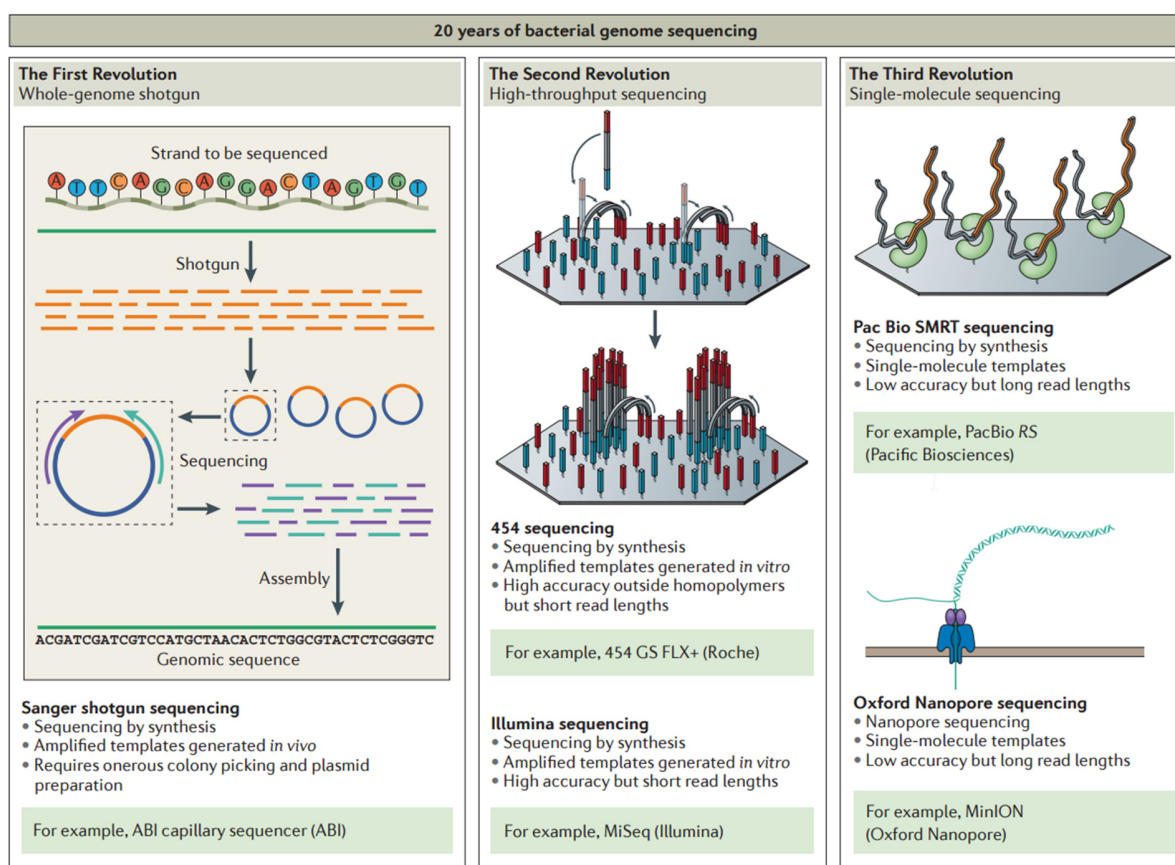 20 years of bacterial genome sequencing
The First Revolution
Whole-genome shotgun
Strand to be sequenced
A T T C A G C A G G A C T A G T G T
Shotgun
Sequencing
Assembly
ACGATCGATCGTCCATGCTAACACTCTGGCGTACTCTCGGGTC
Genomic sequence
Sanger shotgun sequencing
• Sequencing by synthesis
• Amplified templates generated in vivo
• Requires onerous colony picking and plasmid
preparation
For example, ABI capillary sequencer (ABI)
The Second Revolution
High-throughput sequencing
454 sequencing
• Sequencing by synthesis
• Amplified templates generated in vitro
• High accuracy outside homopolymers
but short read lengths
For example, 454 GS FLX+ (Roche)
Illumina sequencing
• Sequencing by synthesis
• Amplified templates generated in vitro
• High accuracy but short read lengths
For example, MiSeq (Illumina)
The Third Revolution
Single-molecule sequencing
Pac Bio SMRT sequencing
• Sequencing by synthesis
• Single-molecule templates
• Low accuracy but long read lengths
For example, PacBio RS
(Pacific Biosciences)
Oxford Nanopore sequencing
• Nanopore sequencing
• Single-molecule templates
• Low accuracy but long read lengths
For example, MinION
(Oxford Nanopore)